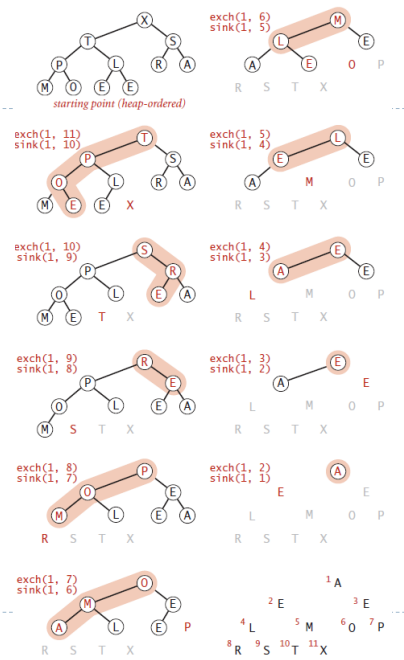 X
T S
P L R A
M O E E
starting point (heap-ordered)
exch(1, 11)
sink(1, 10)
T
P S
O L R A
M E E X
exch(1, 10)
sink(1, 9)
S
P R
O L E A
M E T X
exch(1, 9)
sink(1, 8)
R
P E
O L E A
M S T X
exch(1, 8)
sink(1, 7)
P
O E
M L E A
R S T X
exch(1, 7)
sink(1, 6)
O
M E
A L E P
R S T X
exch(1, 6)
sink(1, 5)
M
L E
A E O P
R S T X
exch(1, 5)
sink(1, 4)
L
E E
A M O P
R S T X
exch(1, 4)
sink(1, 3)
E
A E
L M O P
R S T X
exch(1, 3)
sink(1, 2)
E
A E
L M O P
R S T X
exch(1, 2)
sink(1, 1)
A
E E
L M O P
R S T X
1 A
2 E 3 E
4 L 5 M 6 O 7 P
8 R 9 S 10 T 11 X